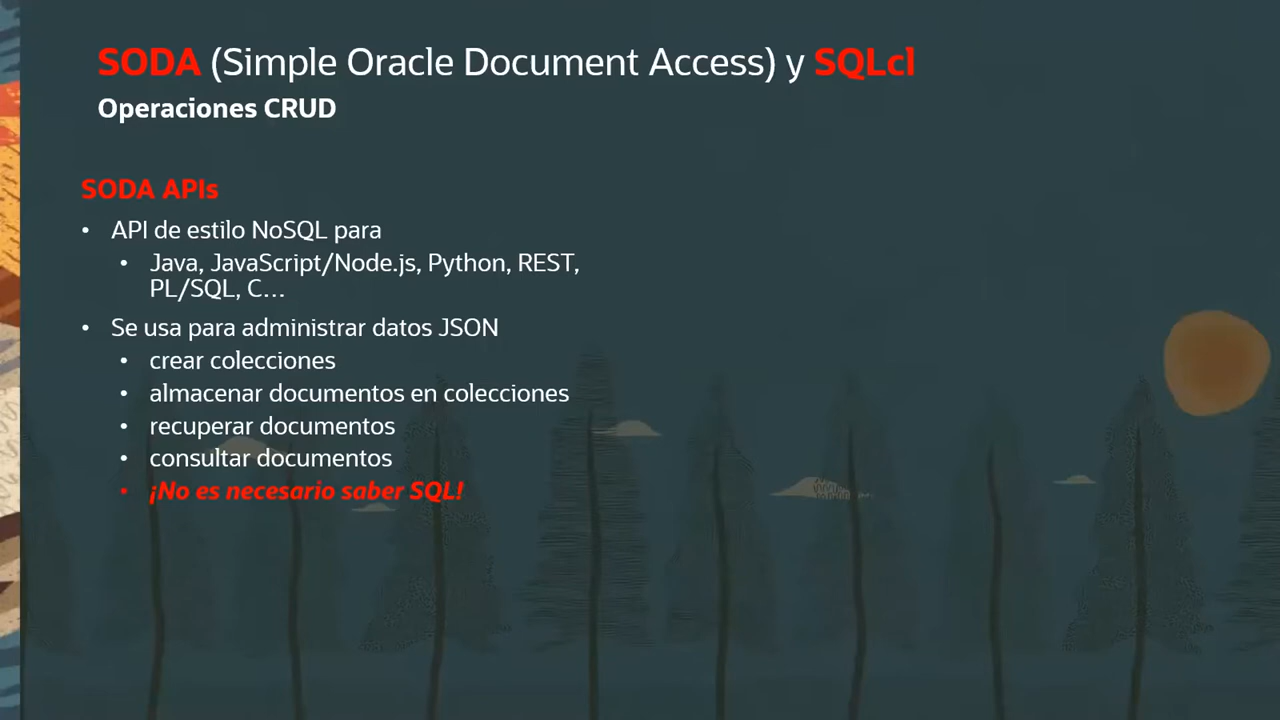 SODA (Simple Oracle Document Access) y SQLcl
Operaciones CRUD
SODA APIs
• API de estilo NoSQL para
• Java, JavaScript/Node.js, Python, REST,
PL/SQL, C...
• Se usa para administrar datos JSON
• crear colecciones
• almacenar documentos en colecciones
• recuperar documentos
• consultar documentos
• ¡No es necesario saber SQL!